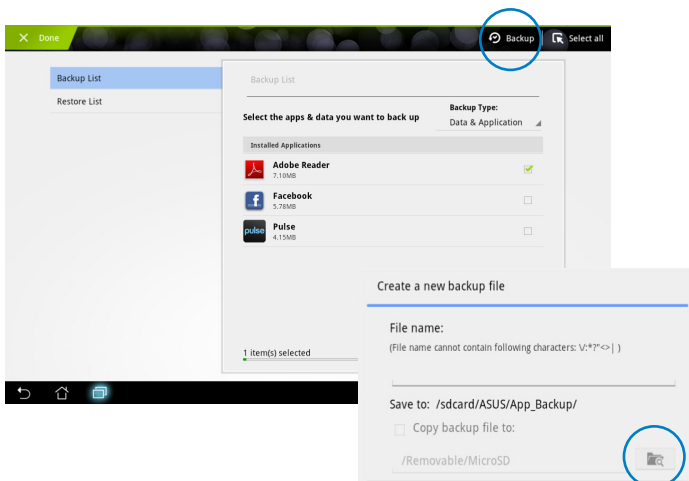 Done
Backup
Select all
Backup List
Restore List
Backup List
Select the apps & data you want to back up
Backup Type:
Data & Application
Installed Applications
Adobe Reader
7.10MB
Facebook
5.78MB
pulse
Pulse
4.15MB
1 item(s) selected
Create a new backup file
File name:
(File name cannot contain following characters: \/:*?"<>| )
Save to: /sdcard/ASUS/App_Backup/
Copy backup file to:
/Removable/MicroSD